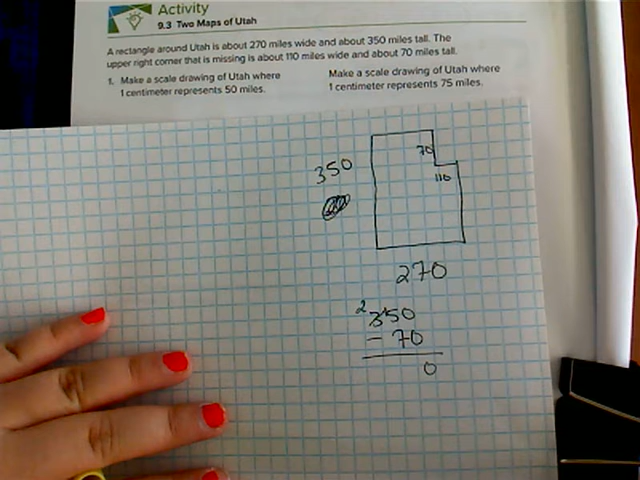 Activity
9.3 Two Maps of Utah
A rectangle around Utah is about 270 miles wide and about 350 miles tall. The
upper right corner that is missing is about 110 miles wide and about 70 miles tall.
1. Make a scale drawing of Utah where
1 centimeter represents 50 miles.
Make a scale drawing of Utah where
1 centimeter represents 75 miles.
70
350
110
270
2
350
- 70
0